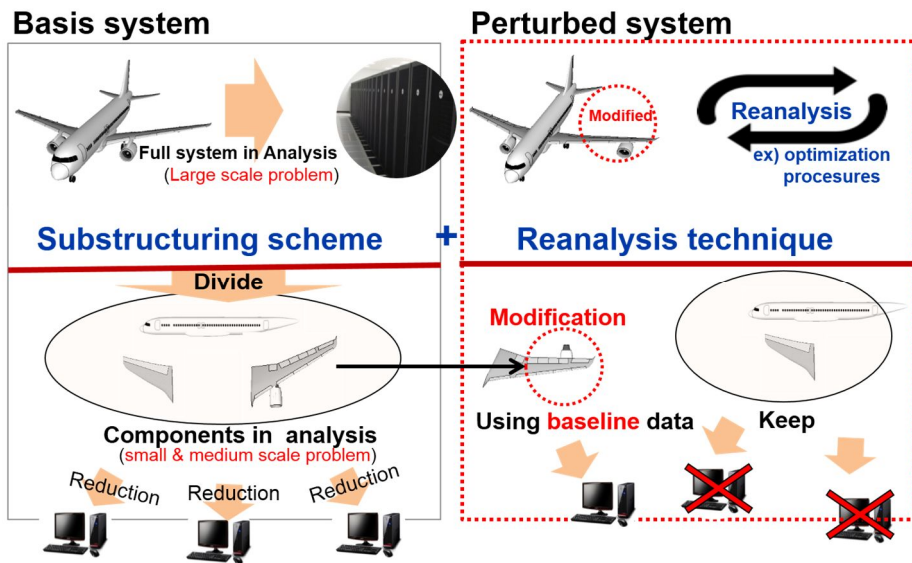 Basis system
Full system in Analysis
(Large scale problem)
Substructuring scheme
Divide
Components in analysis
(small & medium scale problem)
Reduction
Reduction
Reduction
+
Perturbed system
Modified
Reanalysis
ex) optimization
procesures
Reanalysis technique
Modification
Using baseline data
Keep